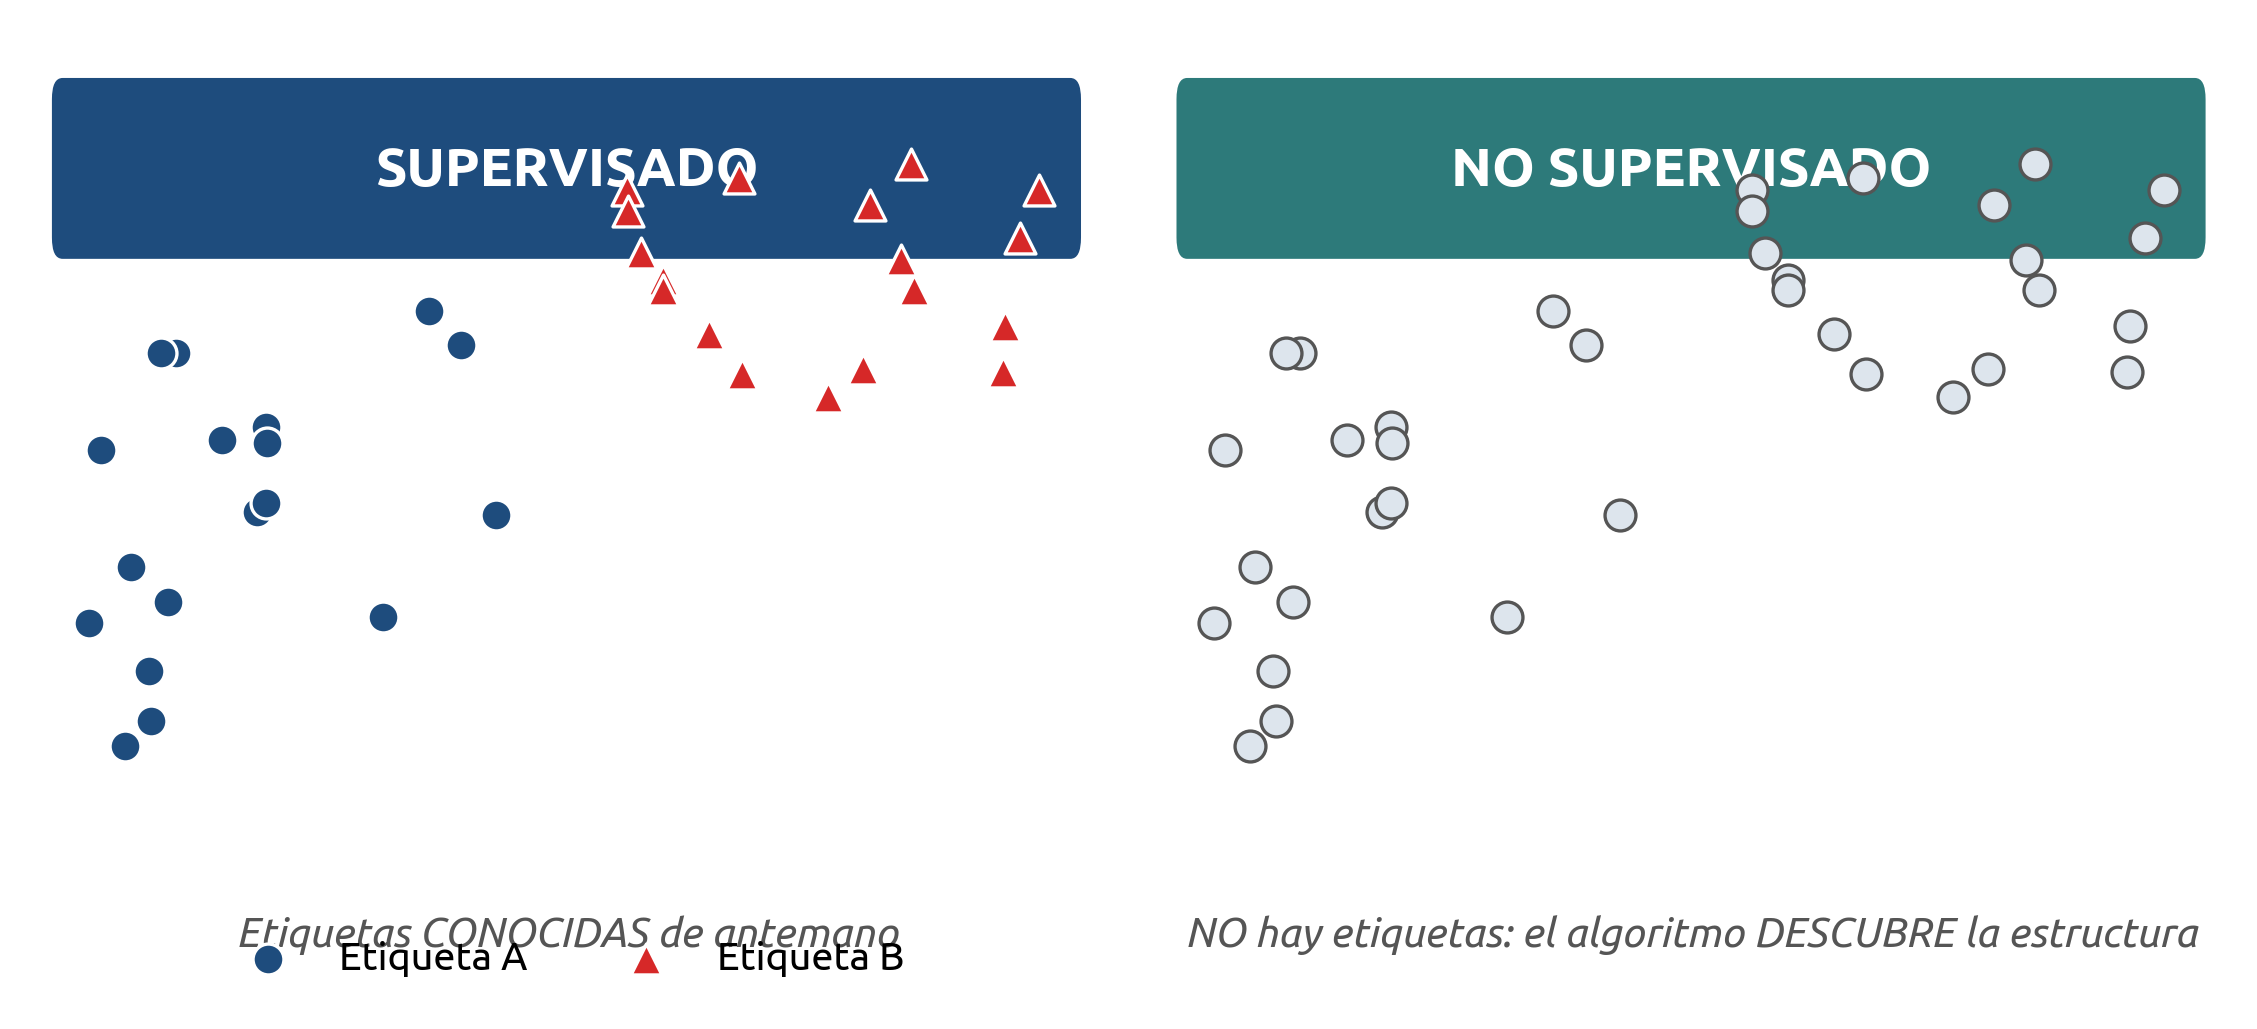 SUPERVISADO
NO SUPERVISADO
Etiquetas CONOCIDAS de antemano
Etiqueta A
Etiqueta B
NO hay etiquetas: el algoritmo DESCUBRE la estructura